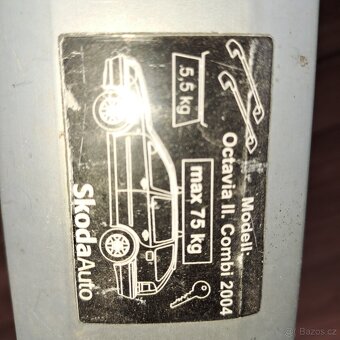 Modell.
Octavia II. Combi 2004
5,5 kg
max 75 kg
SkodaAuto
Bazos.cz